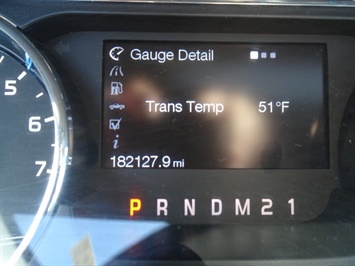 Gauge Detail
Trans Temp 51°F
182127.9 mi
P R N D M 2 1
5
6
7